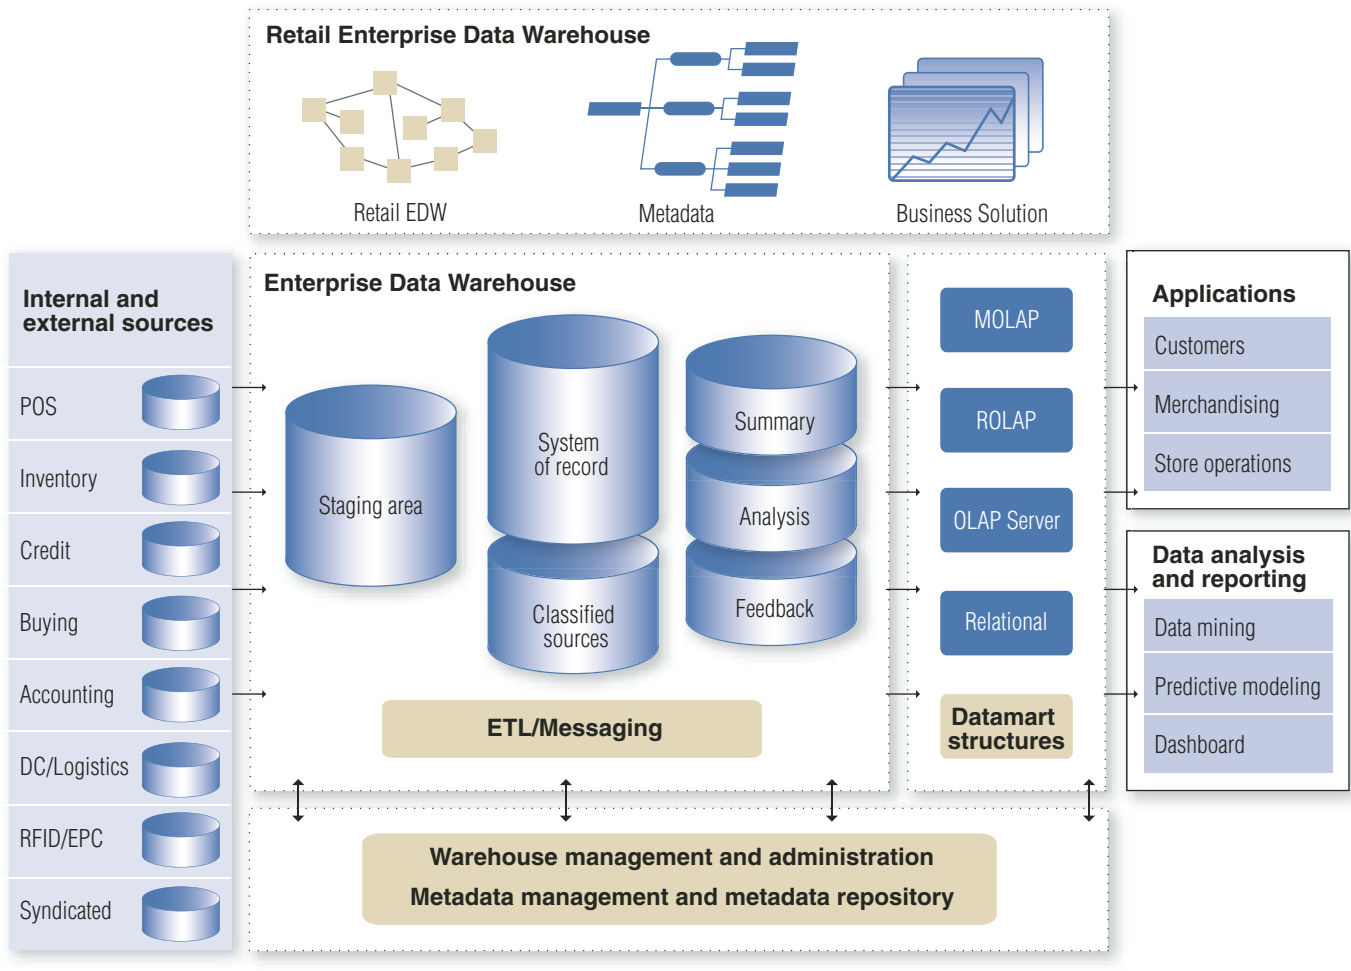 Retail Enterprise Data Warehouse
Retail EDW
Metadata
Business Solution
Internal and
external sources
POS
Inventory
Credit
Buying
Accounting
DC/Logistics
RFID/EPC
Syndicated
Enterprise Data Warehouse
Staging area
System
of record
Classified
sources
Summary
Analysis
Feedback
ETL/Messaging
MOLAP
ROLAP
OLAP Server
Relational
Datamart
structures
Applications
Customers
Merchandising
Store operations
Data analysis
and reporting
Data mining
Predictive modeling
Dashboard
Warehouse management and administration
Metadata management and metadata repository